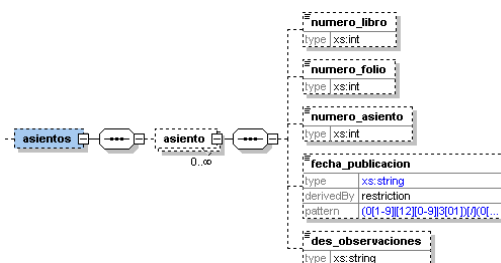 numero_libro
type xs:int
numero_folio
type xs:int
numero_asiento
type xs:int
asientos
asiento
0..∞
fecha_publicacion
type xs:string
derivedBy restriction
pattern (0[1-9]|[12][0-9]|3[01])[/](0[...
des_observaciones
type xs:string